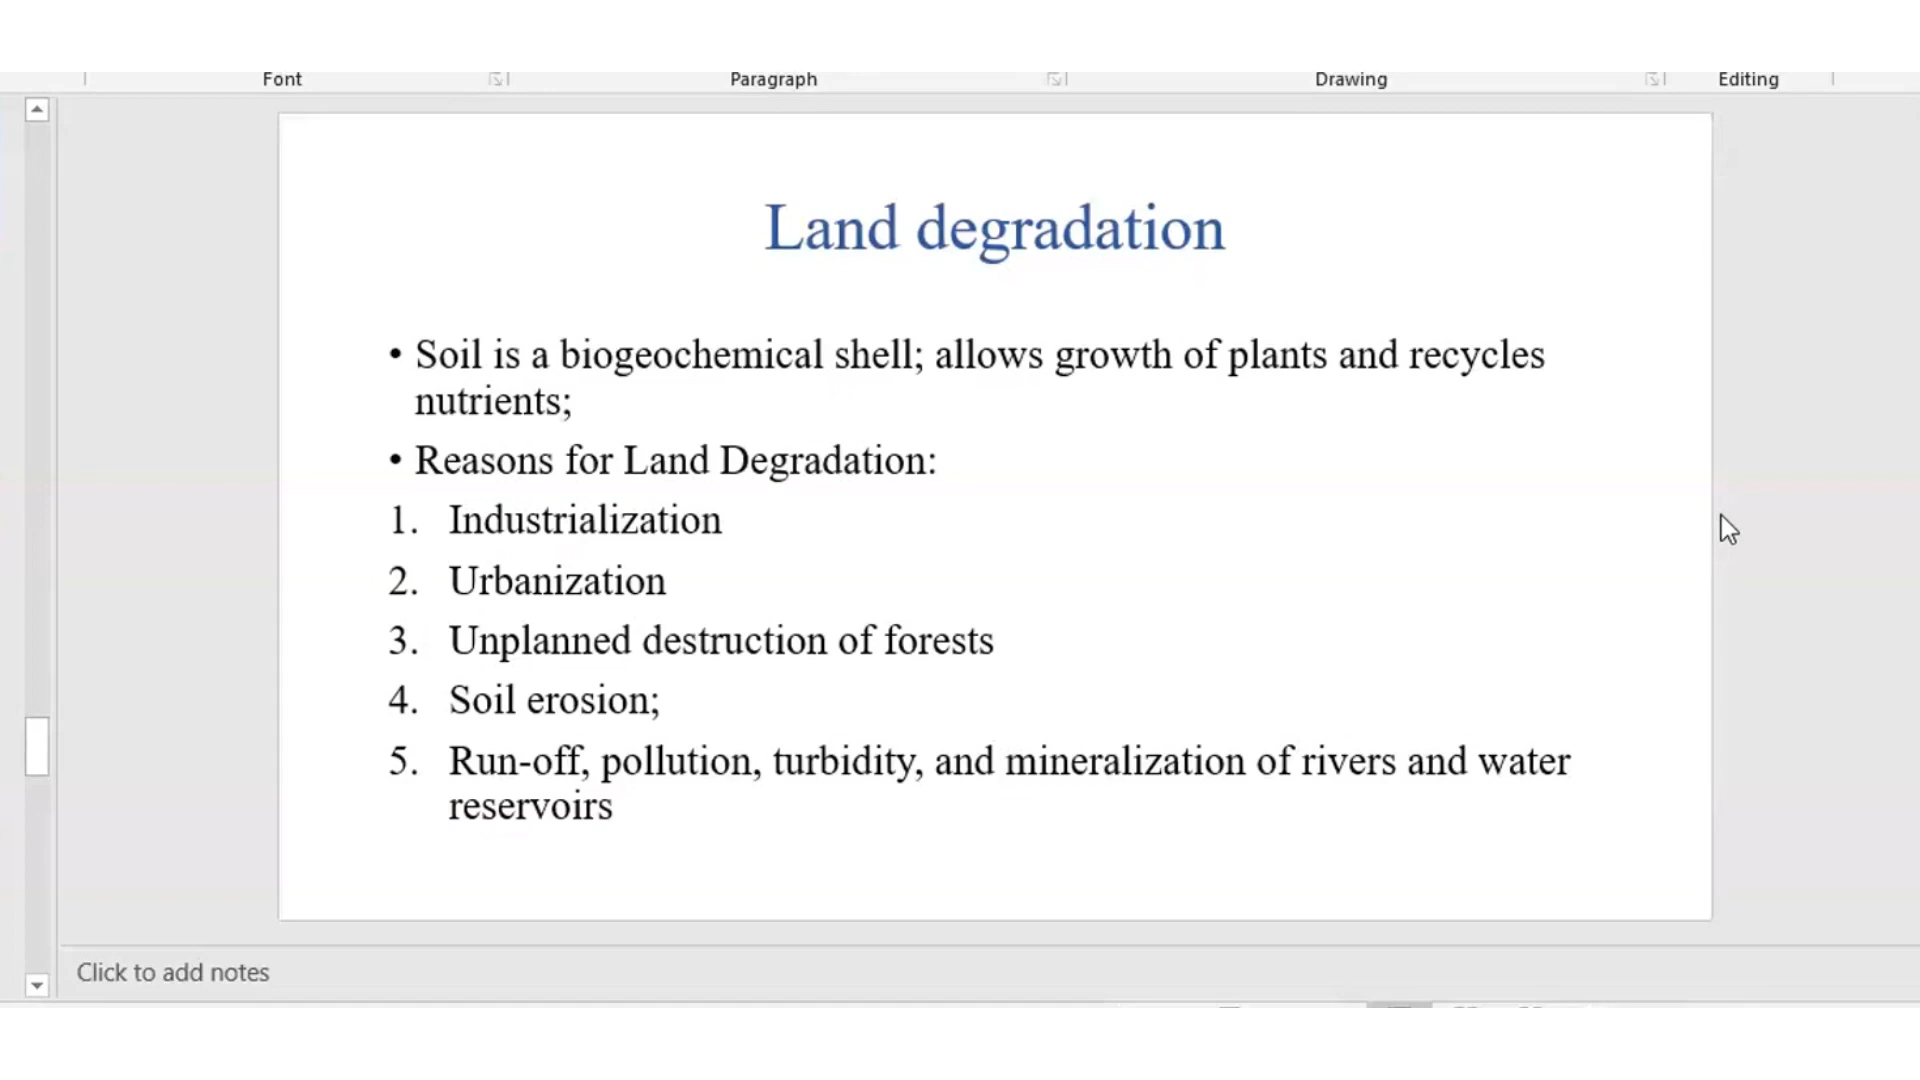 Font Paragraph Drawing Editing
Land degradation
• Soil is a biogeochemical shell; allows growth of plants and recycles
nutrients;
• Reasons for Land Degradation:
1. Industrialization
2. Urbanization
3. Unplanned destruction of forests
4. Soil erosion;
5. Run-off, pollution, turbidity, and mineralization of rivers and water
reservoirs
Click to add notes